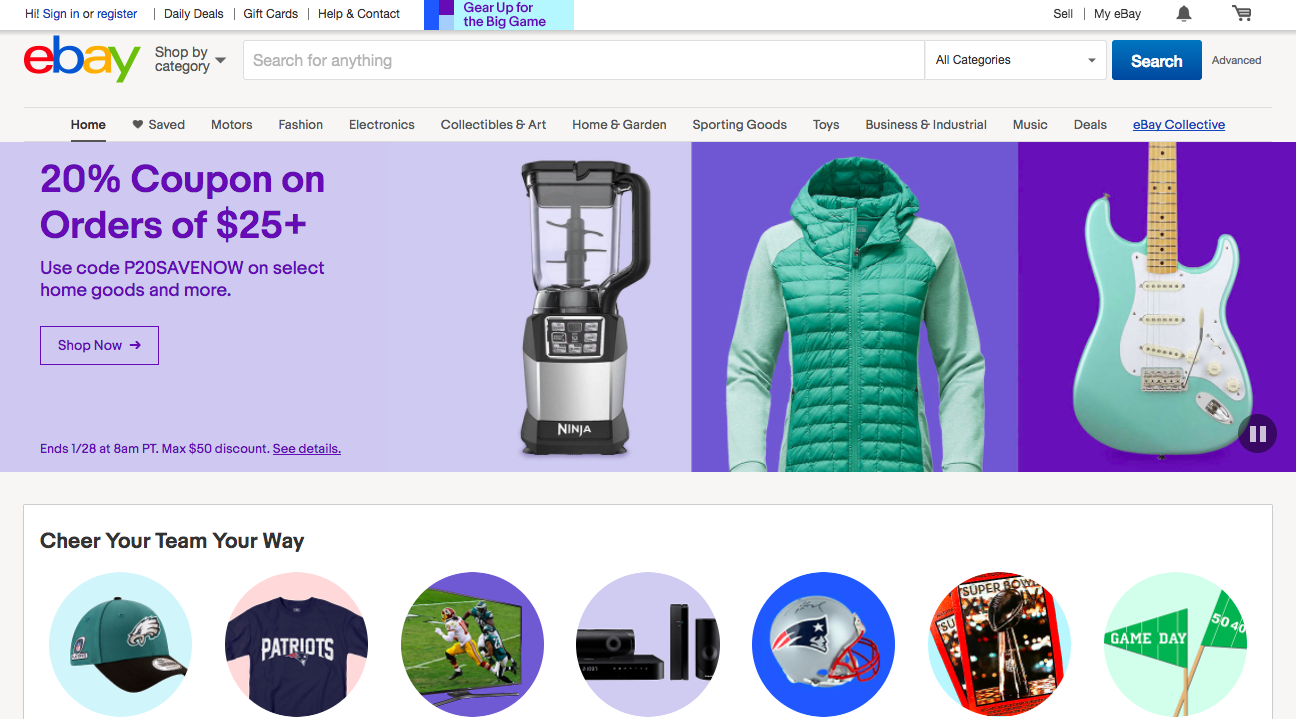 Hi! Sign in or register
Daily Deals
Gift Cards
Help & Contact
Gear Up for
the Big Game
Sell
My eBay
ebay
Shop by
category
Search for anything
All Categories
Search
Advanced
Home
Saved
Motors
Fashion
Electronics
Collectibles & Art
Home & Garden
Sporting Goods
Toys
Business & Industrial
Music
Deals
eBay Collective
20% Coupon on
Orders of $25+
Use code P20SAVENOW on select
home goods and more.
Shop Now
Ends 1/28 at 8am PT. Max $50 discount. See details.
NINJA
Cheer Your Team Your Way
PATRIOTS
SUPER BOWL
GAME DAY
50 40